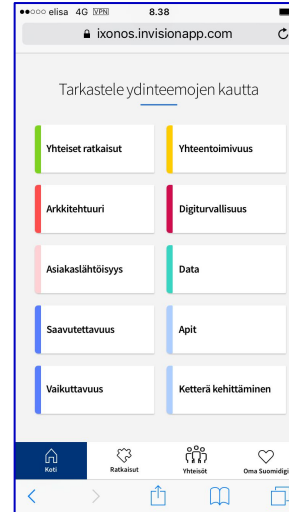 elisa 4G VPN 8.38
ixonos.invisionapp.com
Tarkastele ydinteemojen kautta
Yhteiset ratkaisut Yhteentoimivuus
Arkkitehtuuri Digiturvallisuus
Asiakaslähtöisyys Data
Saavutettavuus Apit
Vaikuttavuus Ketterä kehittäminen
Koti Ratkaisut Yhteisöt Oma Suomidigi